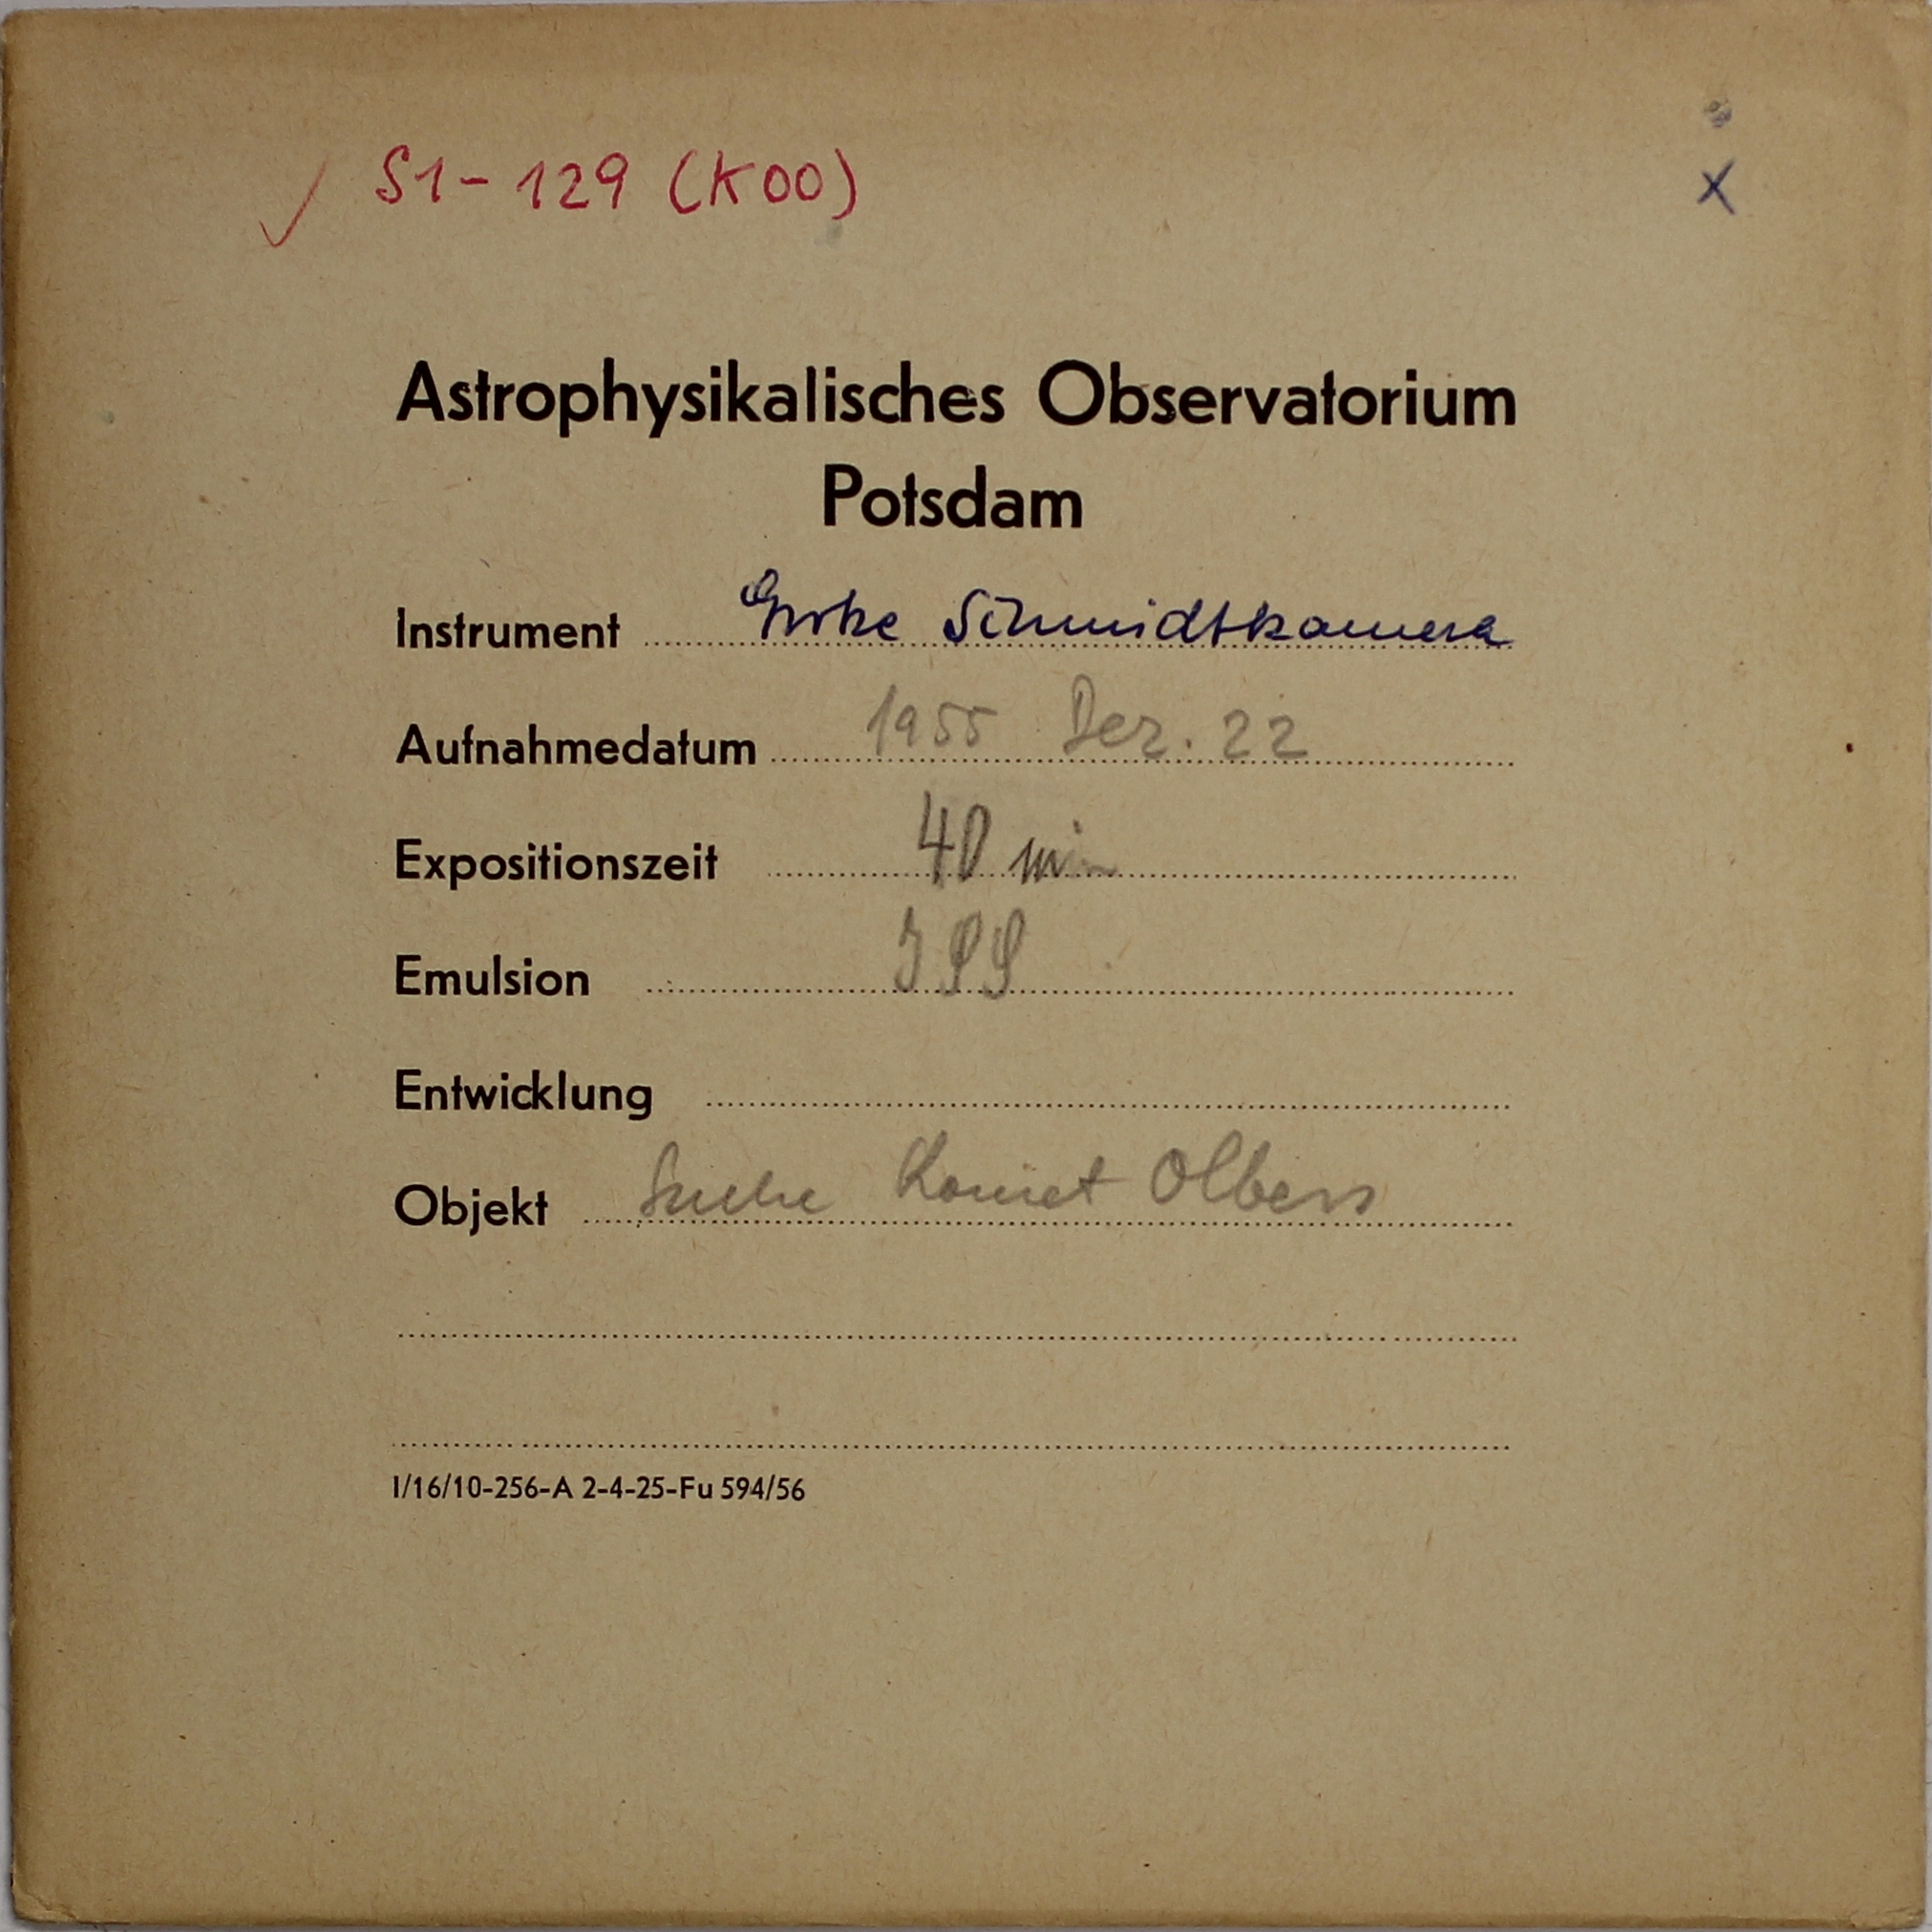 ✓ S1-129 (K00)
X
Astrophysikalisches Observatorium
Potsdam
Instrument Große Schmidtkamera
Aufnahmedatum 1955 Dez. 22
Expositionszeit 40 min
Emulsion
Entwicklung
Objekt Suche Komet Olbers
I/16/10-256-A 2-4-25-Fu 594/56